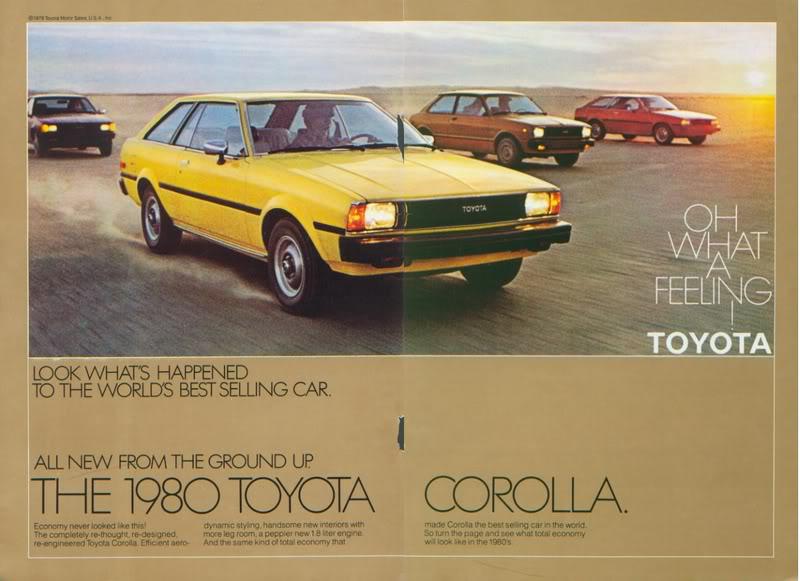 ©1979 Toyota Motor Sales, U.S.A., Inc.
TOYOTA
OH
WHAT
A
FEELING
!
TOYOTA
LOOK WHAT'S HAPPENED
TO THE WORLD'S BEST SELLING CAR.
ALL NEW FROM THE GROUND UP.
THE 1980 TOYOTA COROLLA.
Economy never looked like this!
The completely re-thought, re-designed,
re-engineered Toyota Corolla. Efficient aero-
dynamic styling, handsome new interiors with
more leg room, a peppier new 1.8 liter engine.
And the same kind of total economy that
made Corolla the best selling car in the world.
So turn the page and see what total economy
will look like in the 1980's.